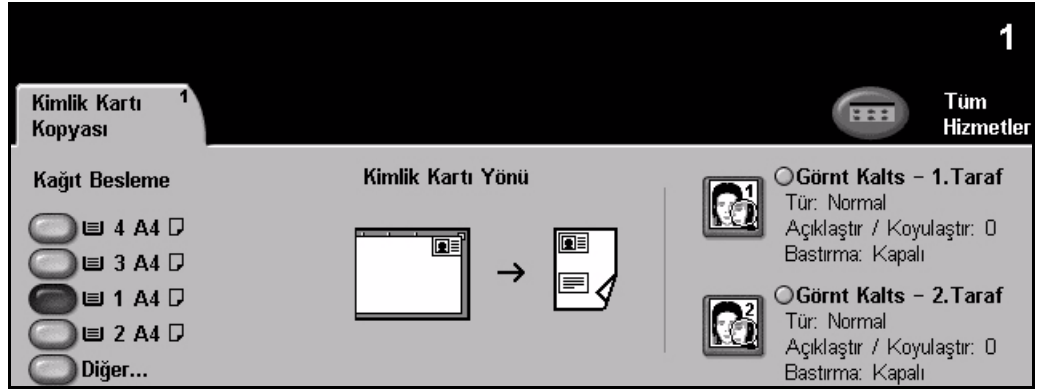 1
Kimlik Kartı 1
Kopyası
Tüm
Hizmetler
Kağıt Besleme
4 A4
3 A4
1 A4
2 A4
Diğer...
Kimlik Kartı Yönü
1
Görnt Kalts - 1.Taraf
Tür: Normal
Açıklaştır / Koyulaştır: 0
Bastırma: Kapalı
2
Görnt Kalts - 2.Taraf
Tür: Normal
Açıklaştır / Koyulaştır: 0
Bastırma: Kapalı